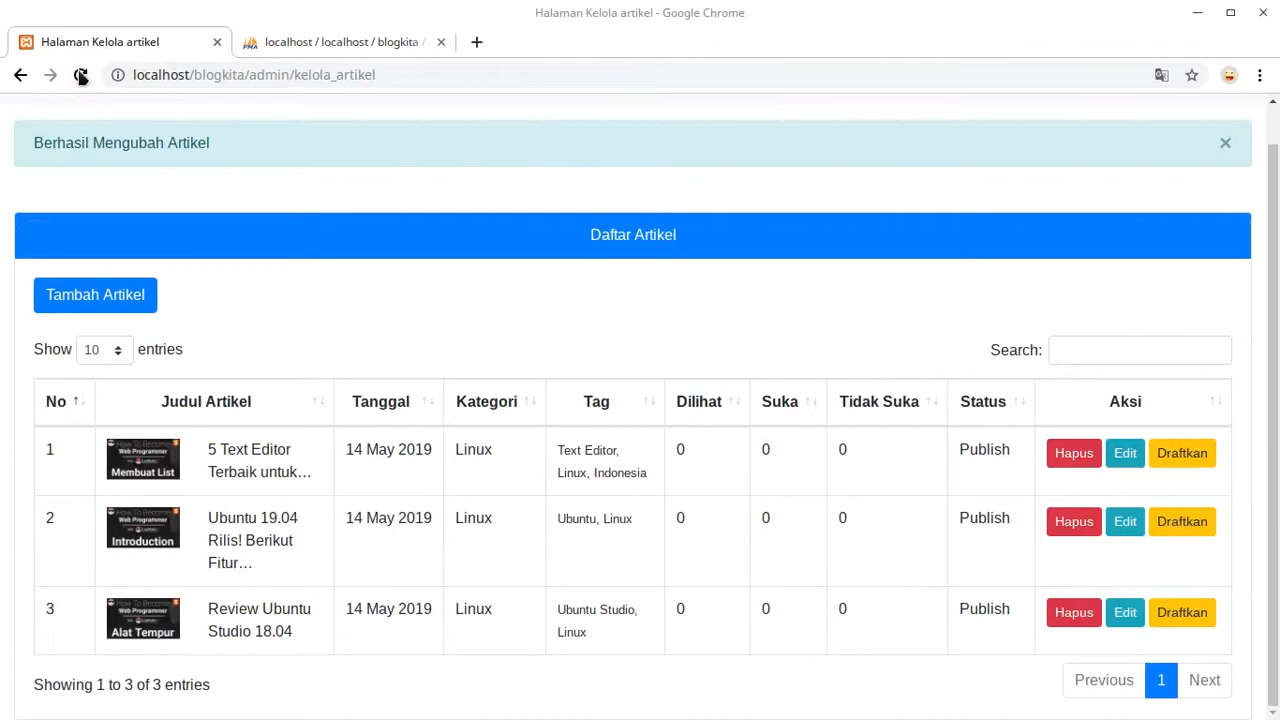 Halaman Kelola artikel - Google Chrome
Halaman Kelola artikel
localhost / localhost / blogkita /
localhost/blogkita/admin/kelola_artikel
Berhasil Mengubah Artikel
×
Daftar Artikel
Tambah Artikel
Show 10 entries
Search:
No Judul Artikel Tanggal Kategori Tag Dilihat Suka Tidak Suka Status Aksi
1 5 Text Editor 14 May 2019 Linux Text Editor, 0 0 0 Publish Hapus Edit Draftkan
Membuat List Terbaik untuk… Linux, Indonesia
2 Ubuntu 19.04 14 May 2019 Linux Ubuntu, Linux 0 0 0 Publish Hapus Edit Draftkan
Introduction Rilis! Berikut
Fitur…
3 Review Ubuntu 14 May 2019 Linux Ubuntu Studio, 0 0 0 Publish Hapus Edit Draftkan
Alat Tempur Studio 18.04 Linux
Showing 1 to 3 of 3 entries
Previous 1 Next